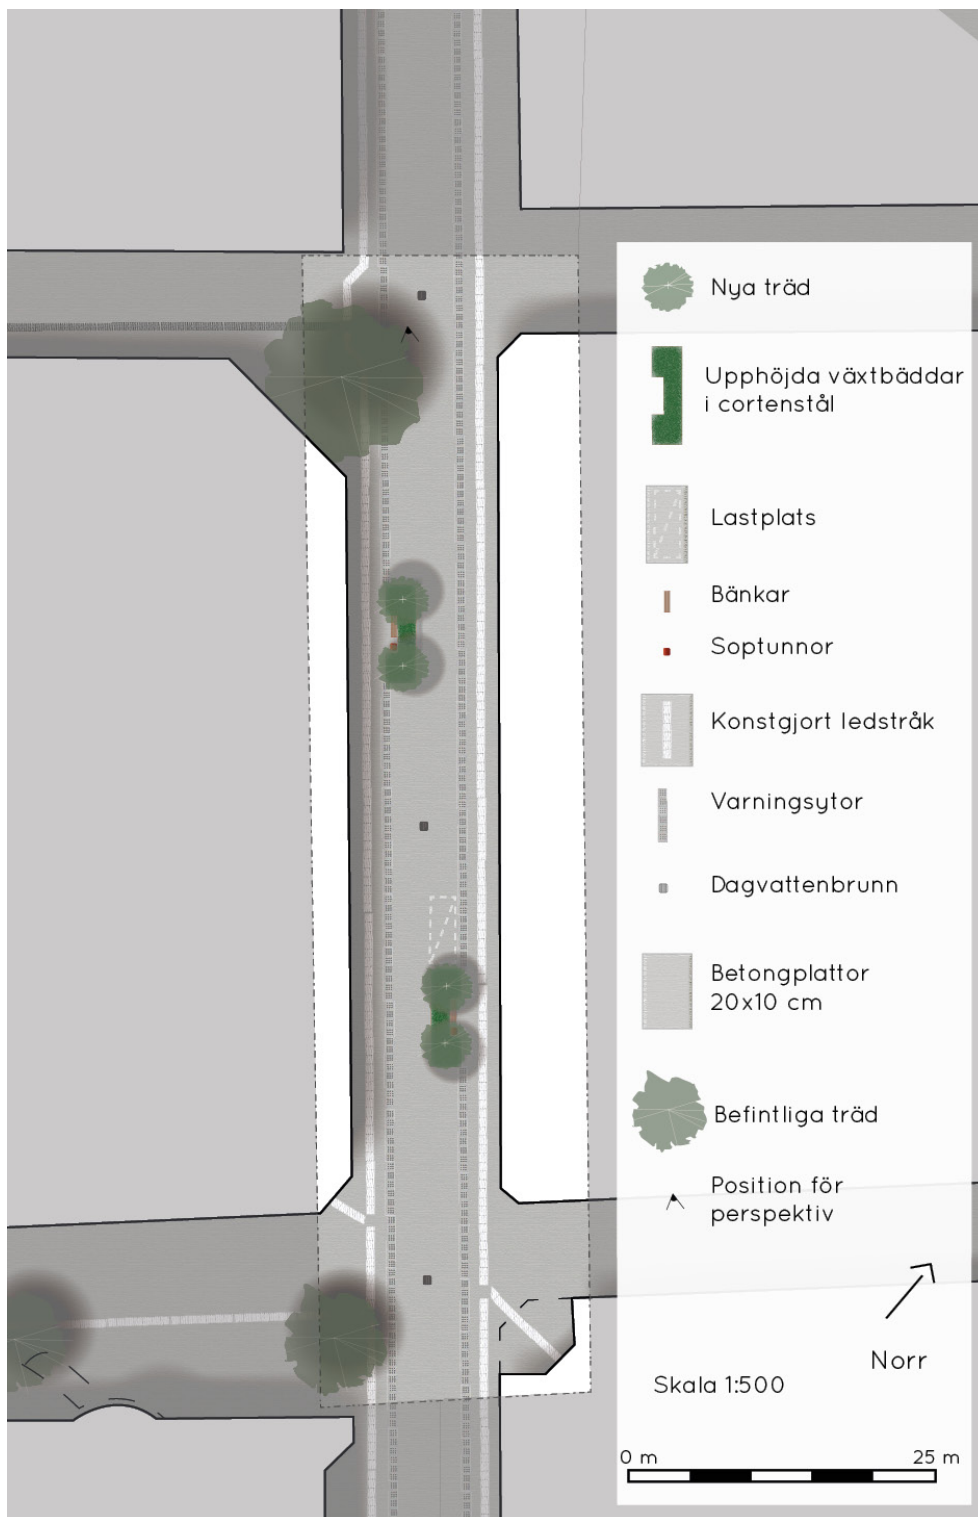 Nya träd
Upphöjda växtbäddar
i cortenstål
Lastplats
Bänkar
Soptunnor
Konstgjort ledstråk
Varningsytor
Dagvattenbrunn
Betongplattor
20x10 cm
Befintliga träd
Position för
perspektiv
Norr
Skala 1:500
0 m 25 m